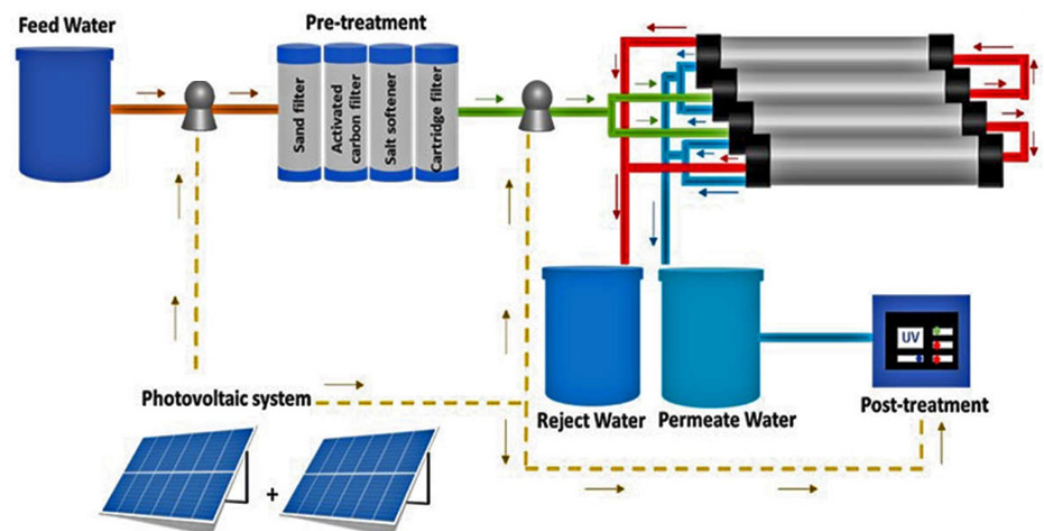 Feed Water
Pre-treatment
Sand filter
Activated
carbon filter
Salt softener
Cartridge filter
Reject Water
Permeate Water
UV
Post-treatment
Photovoltaic system
+